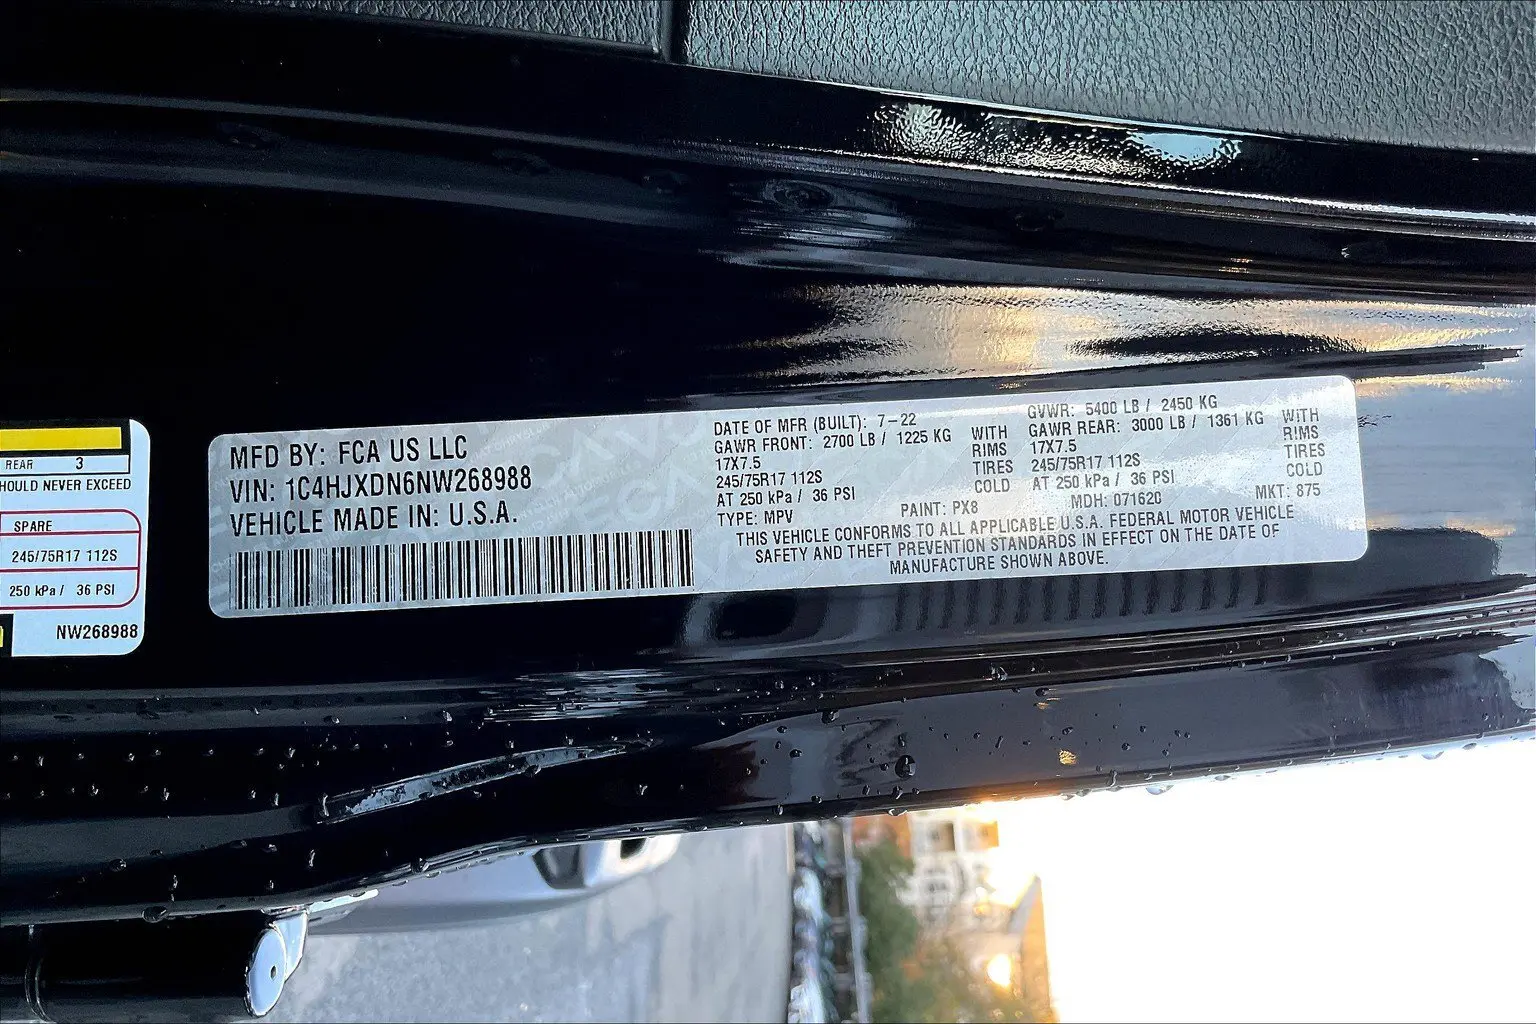 REAR 3
HOULD NEVER EXCEED
SPARE
245/75R17 112S
250 kPa / 36 PSI
NW268988
MFD BY: FCA US LLC
VIN: 1C4HJXDN6NW268988
VEHICLE MADE IN: U.S.A.
DATE OF MFR (BUILT): 7-22
GAWR FRONT: 2700 LB / 1225 KG WITH
17X7.5 RIMS
245/75R17 112S TIRES
AT 250 kPa / 36 PSI COLD
TYPE: MPV PAINT: PX8
GVWR: 5400 LB / 2450 KG
GAWR REAR: 3000 LB / 1361 KG WITH
17X7.5 RIMS
245/75R17 112S TIRES
AT 250 kPa / 36 PSI COLD
MDH: 071620 MKT: 875
THIS VEHICLE CONFORMS TO ALL APPLICABLE U.S.A. FEDERAL MOTOR VEHICLE
SAFETY AND THEFT PREVENTION STANDARDS IN EFFECT ON THE DATE OF
MANUFACTURE SHOWN ABOVE.